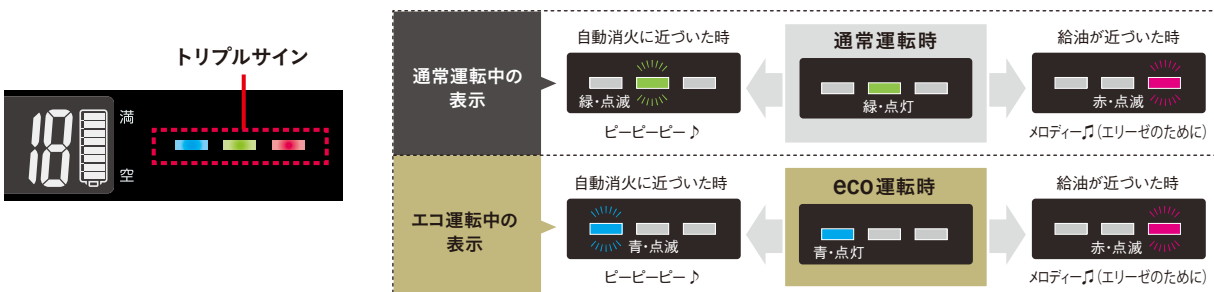 トリプルサイン
18
満
空
通常運転中の
表示
自動消火に近づいた時
緑・点滅
ピーピーピー♪
通常運転時
緑・点灯
給油が近づいた時
赤・点滅
メロディー♫(エリーゼのために)
エコ運転中の
表示
自動消火に近づいた時
青・点滅
ピーピーピー♪
eco運転時
青・点灯
給油が近づいた時
赤・点滅
メロディー♫(エリーゼのために)